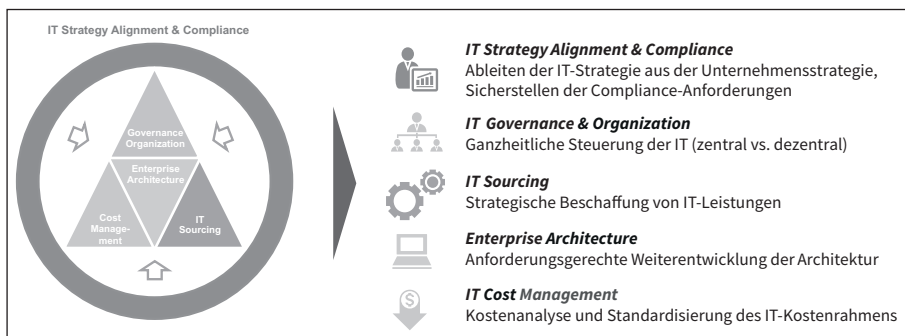 IT Strategy Alignment & Compliance
Governance
Organization
Enterprise
Architecture
Cost
Manage-
ment
IT
Sourcing
IT Strategy Alignment & Compliance
Ableiten der IT-Strategie aus der Unternehmensstrategie,
Sicherstellen der Compliance-Anforderungen
IT Governance & Organization
Ganzheitliche Steuerung der IT (zentral vs. dezentral)
IT Sourcing
Strategische Beschaffung von IT-Leistungen
Enterprise Architecture
Anforderungsgerechte Weiterentwicklung der Architektur
IT Cost Management
$
Kostenanalyse und Standardisierung des IT-Kostenrahmens